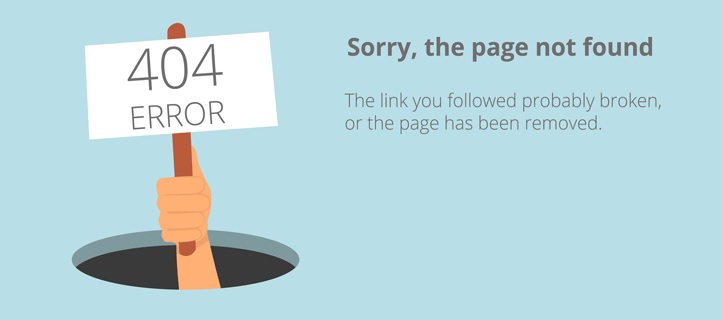 404
ERROR
Sorry, the page not found
The link you followed probably broken,
or the page has been removed.